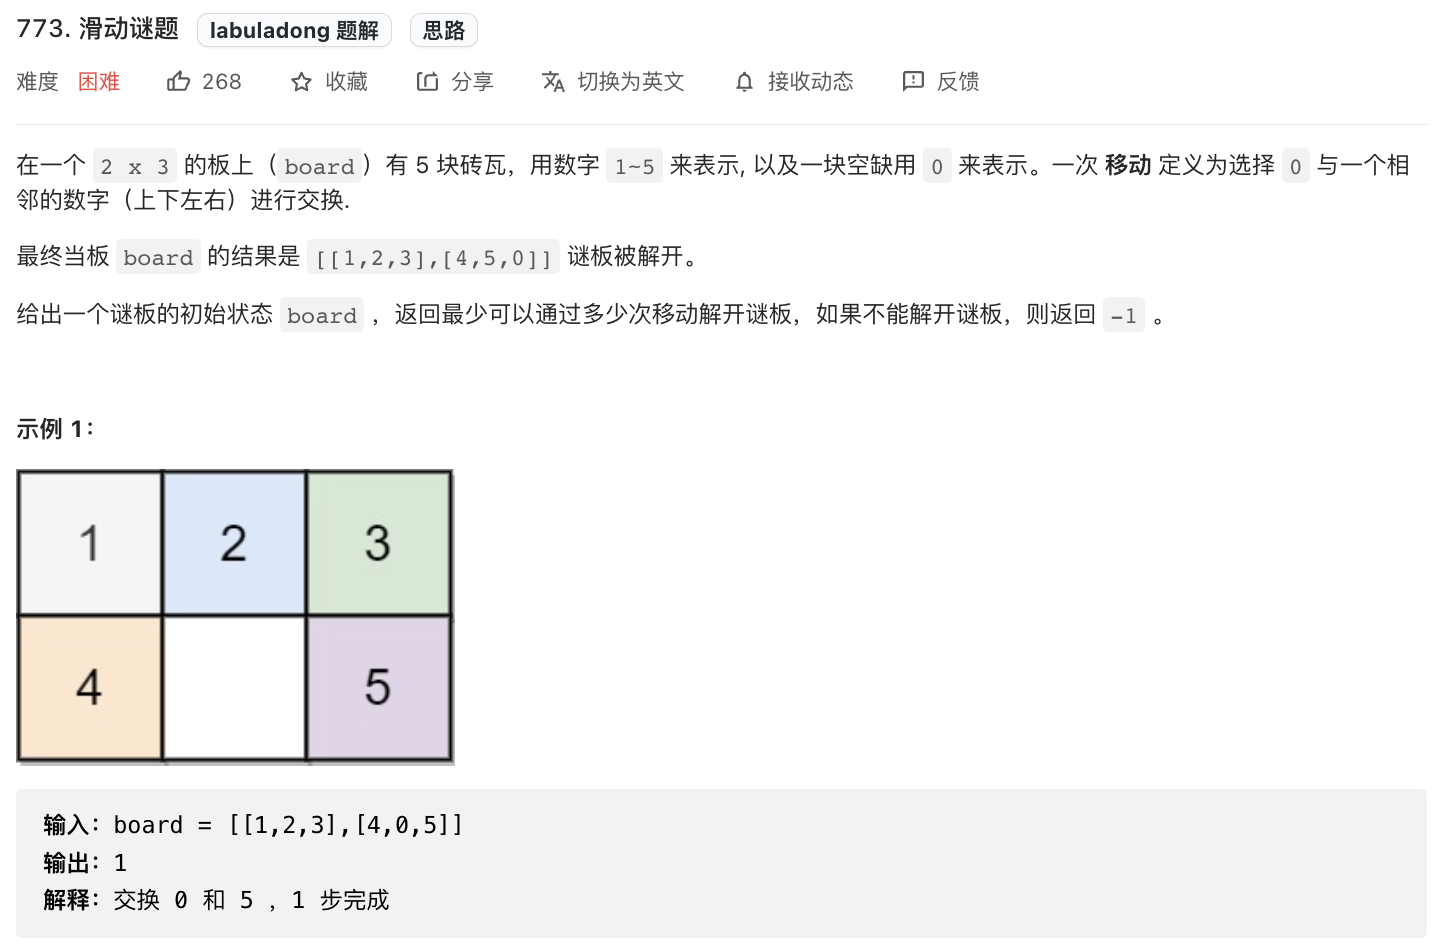 773. 滑动谜题 labuladong 题解 思路
难度 困难 268 收藏 分享 切换为英文 接收动态 反馈
在一个 2 x 3 的板上（board）有 5 块砖瓦，用数字 1~5 来表示, 以及一块空缺用 0 来表示。一次 移动 定义为选择 0 与一个相
邻的数字（上下左右）进行交换.
最终当板 board 的结果是 [[1,2,3],[4,5,0]] 谜板被解开。
给出一个谜板的初始状态 board ，返回最少可以通过多少次移动解开谜板，如果不能解开谜板，则返回 -1 。
示例 1：
1 2 3
4 5
输入：board = [[1,2,3],[4,0,5]]
输出：1
解释：交换 0 和 5 ，1 步完成